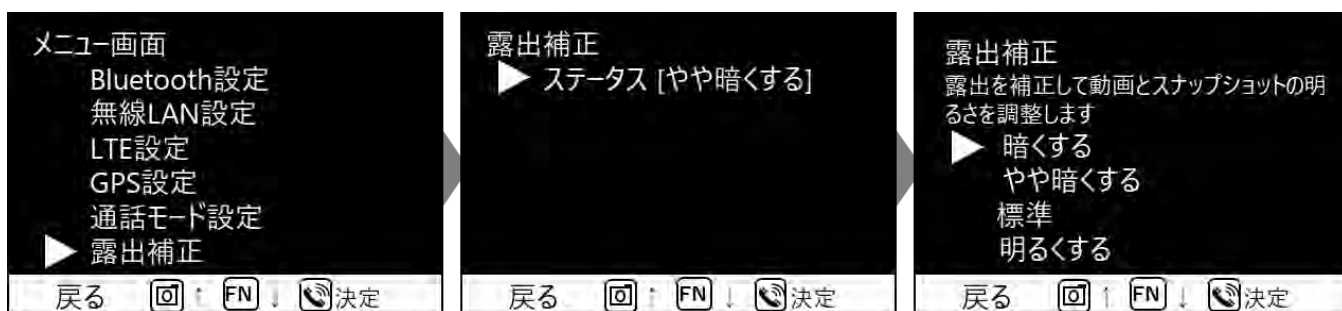 メニュー画面
Bluetooth設定
無線LAN設定
LTE設定
GPS設定
通話モード設定
▶ 露出補正
戻る ↑ FN ↓ 決定
露出補正
▶ ステータス [やや暗くする]
戻る ↑ FN ↓ 決定
露出補正
露出を補正して動画とスナップショットの明
るさを調整します
▶ 暗くする
やや暗くする
標準
明るくする
戻る ↑ FN ↓ 決定